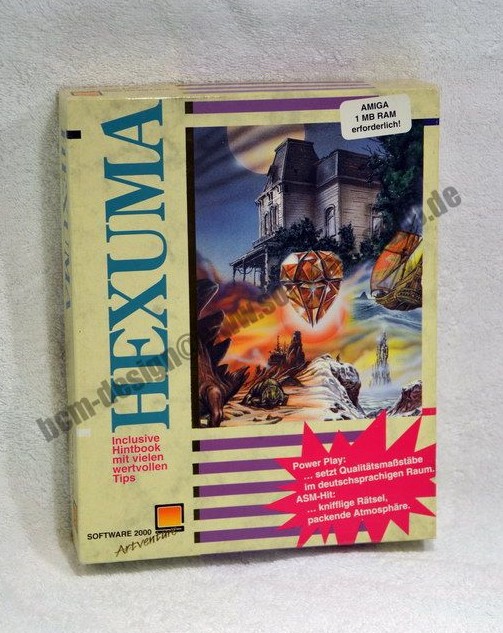 AMIGA
1 MB RAM
erforderlich!
HEXUMA
Inclusive
Hintbook
mit vielen
wertvollen
Tips
Power Play:
... setzt Qualitätsmaßstäbe
im deutschsprachigen Raum.
ASM-Hit:
... knifflige Rätsel,
packende Atmosphäre.
SOFTWARE 2000
Artventure
HEXUMA